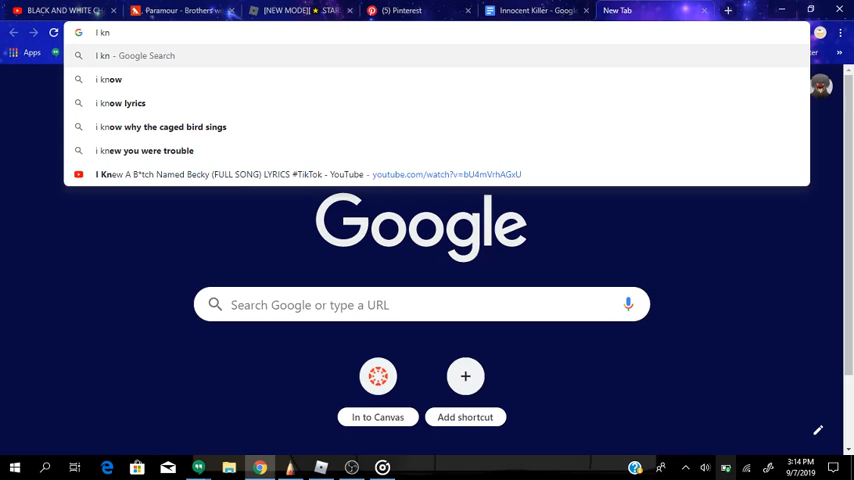 BLACK AND WHITE C
Paramour - Brothers w
[NEW MODE][ ★ STAR
(5) Pinterest
Innocent Killer - Google
New Tab
I kn
Apps
I kn - Google Search
i know
i know lyrics
i know why the caged bird sings
i knew you were trouble
I Knew A B*tch Named Becky (FULL SONG) LYRICS #TikTok - YouTube - youtube.com/watch?v=bU4mVrhAGxU
Google
Search Google or type a URL
In to Canvas
Add shortcut
3:14 PM
9/7/2019